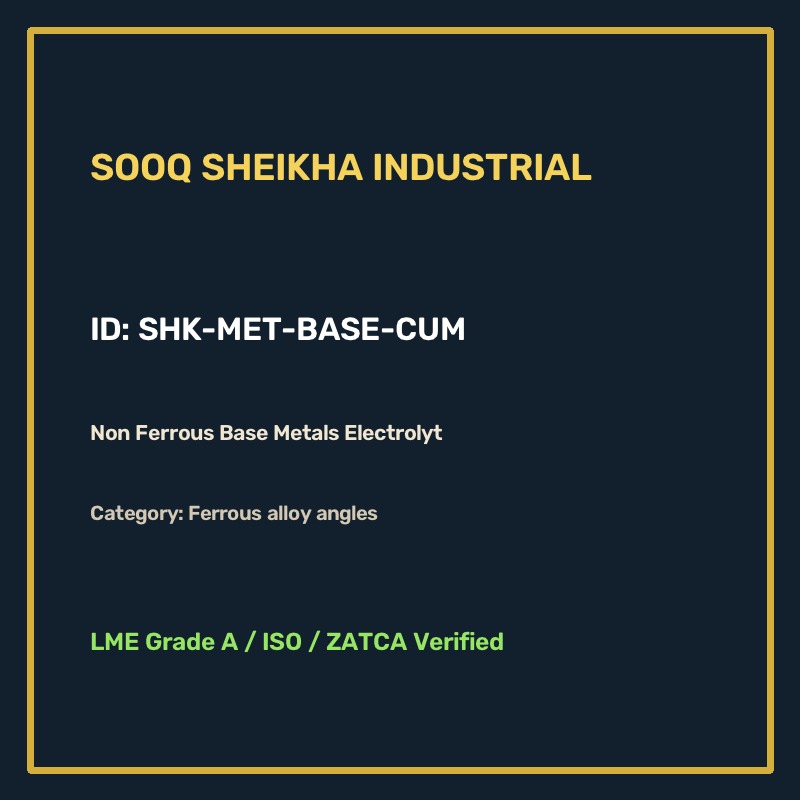 SOOQ SHEIKHA INDUSTRIAL
ID: SHK-MET-BASE-CUM
Non Ferrous Base Metals Electrolyt
Category: Ferrous alloy angles
LME Grade A / ISO / ZATCA Verified